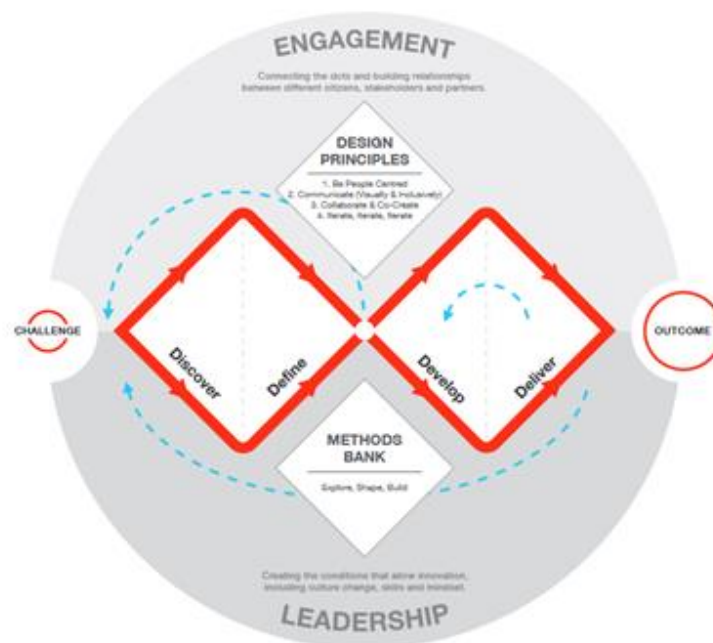 ENGAGEMENT
Connecting the dots and building relationships
between different citizens, stakeholders and partners.
DESIGN
PRINCIPLES
1. Be People Centred
2. Communicate (Visually & Inclusively)
3. Collaborate & Co-Create
4. Iterate, Iterate, Iterate
CHALLENGE
OUTCOME
Discover
Define
Develop
Deliver
METHODS
BANK
Explore, Shape, Build
Creating the conditions that allow innovation,
including culture change, skills and mindset.
LEADERSHIP